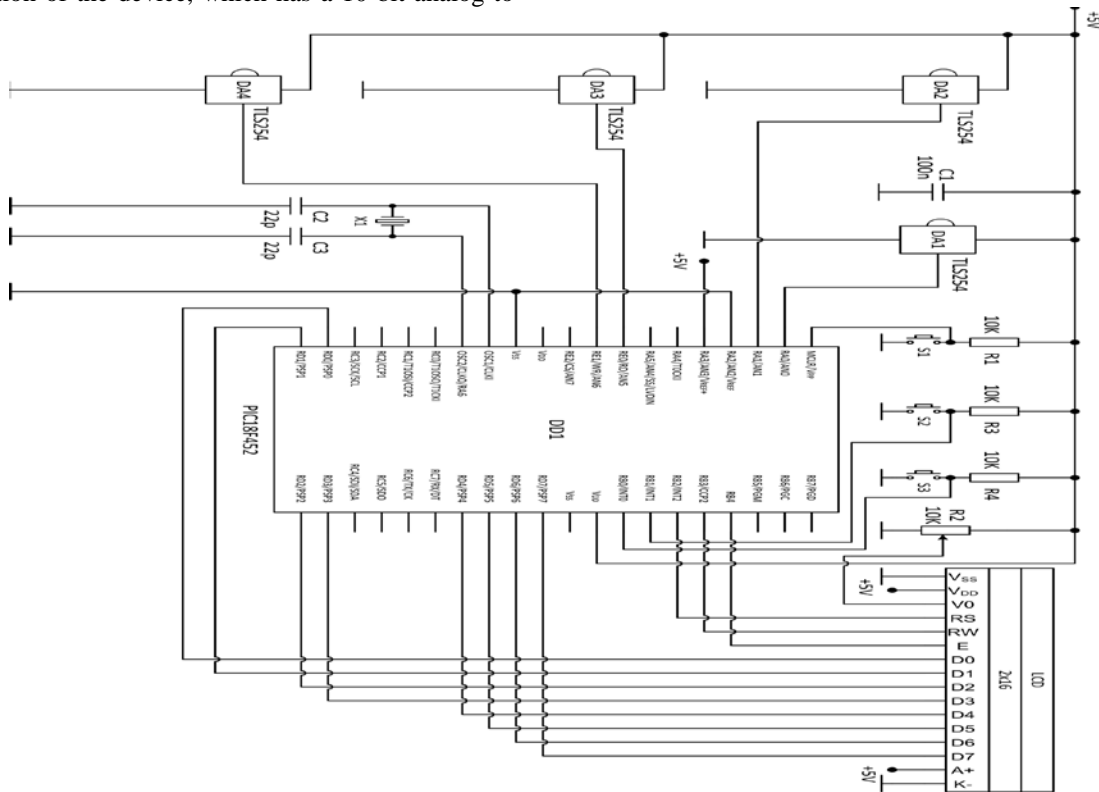 tion of the device, which has a 10-bit analog to
+5V
DA4
TLS254
DA3
TLS254
DA2
TLS254
C1
100n
C2
22p
X1
C3
22p
DA1
TLS254
+5V
10K
R1
S1
10K
R3
S2
10K
R4
S3
R2
10K
RD1/PSP1
RD0/PSP0
RC3/SCK/SCL
RC2/CCP1
RC1/T1OSI/CCP2
RC0/T1OSO/T1CKI
OSC2/CLKO/RA6
OSC1/CLKI
Vss
VDD
RE2/CS/AN7
RE1/WR/AN6
RE0/RD/AN5
RA5/AN4/SS/LVDIN
RA4/T0CKI
RA3/AN3/VREF+
RA2/AN2/VREF
RA1/AN1
RA0/AN0
MCLR/VPP
PIC18F452
DD1
RD2/PSP2
RD3/PSP3
RC4/SDI/SDA
RC5/SDO
RC6/TX/CK
RC7/RX/DT
RD4/PSP4
RD5/PSP5
RD6/PSP6
RD7/PSP7
Vss
VDD
RB0/INT0
RB1/INT1
RB2/INT2
RB3/CCP2
RB4
RB5/PGM
RB6/PGC
RB7/PGD
+5V
VSS
VDD
V0
RS
RW
E
D0
D1
D2
D3
D4
D5
D6
D7
A+
K-
2x16
LCD
+5V